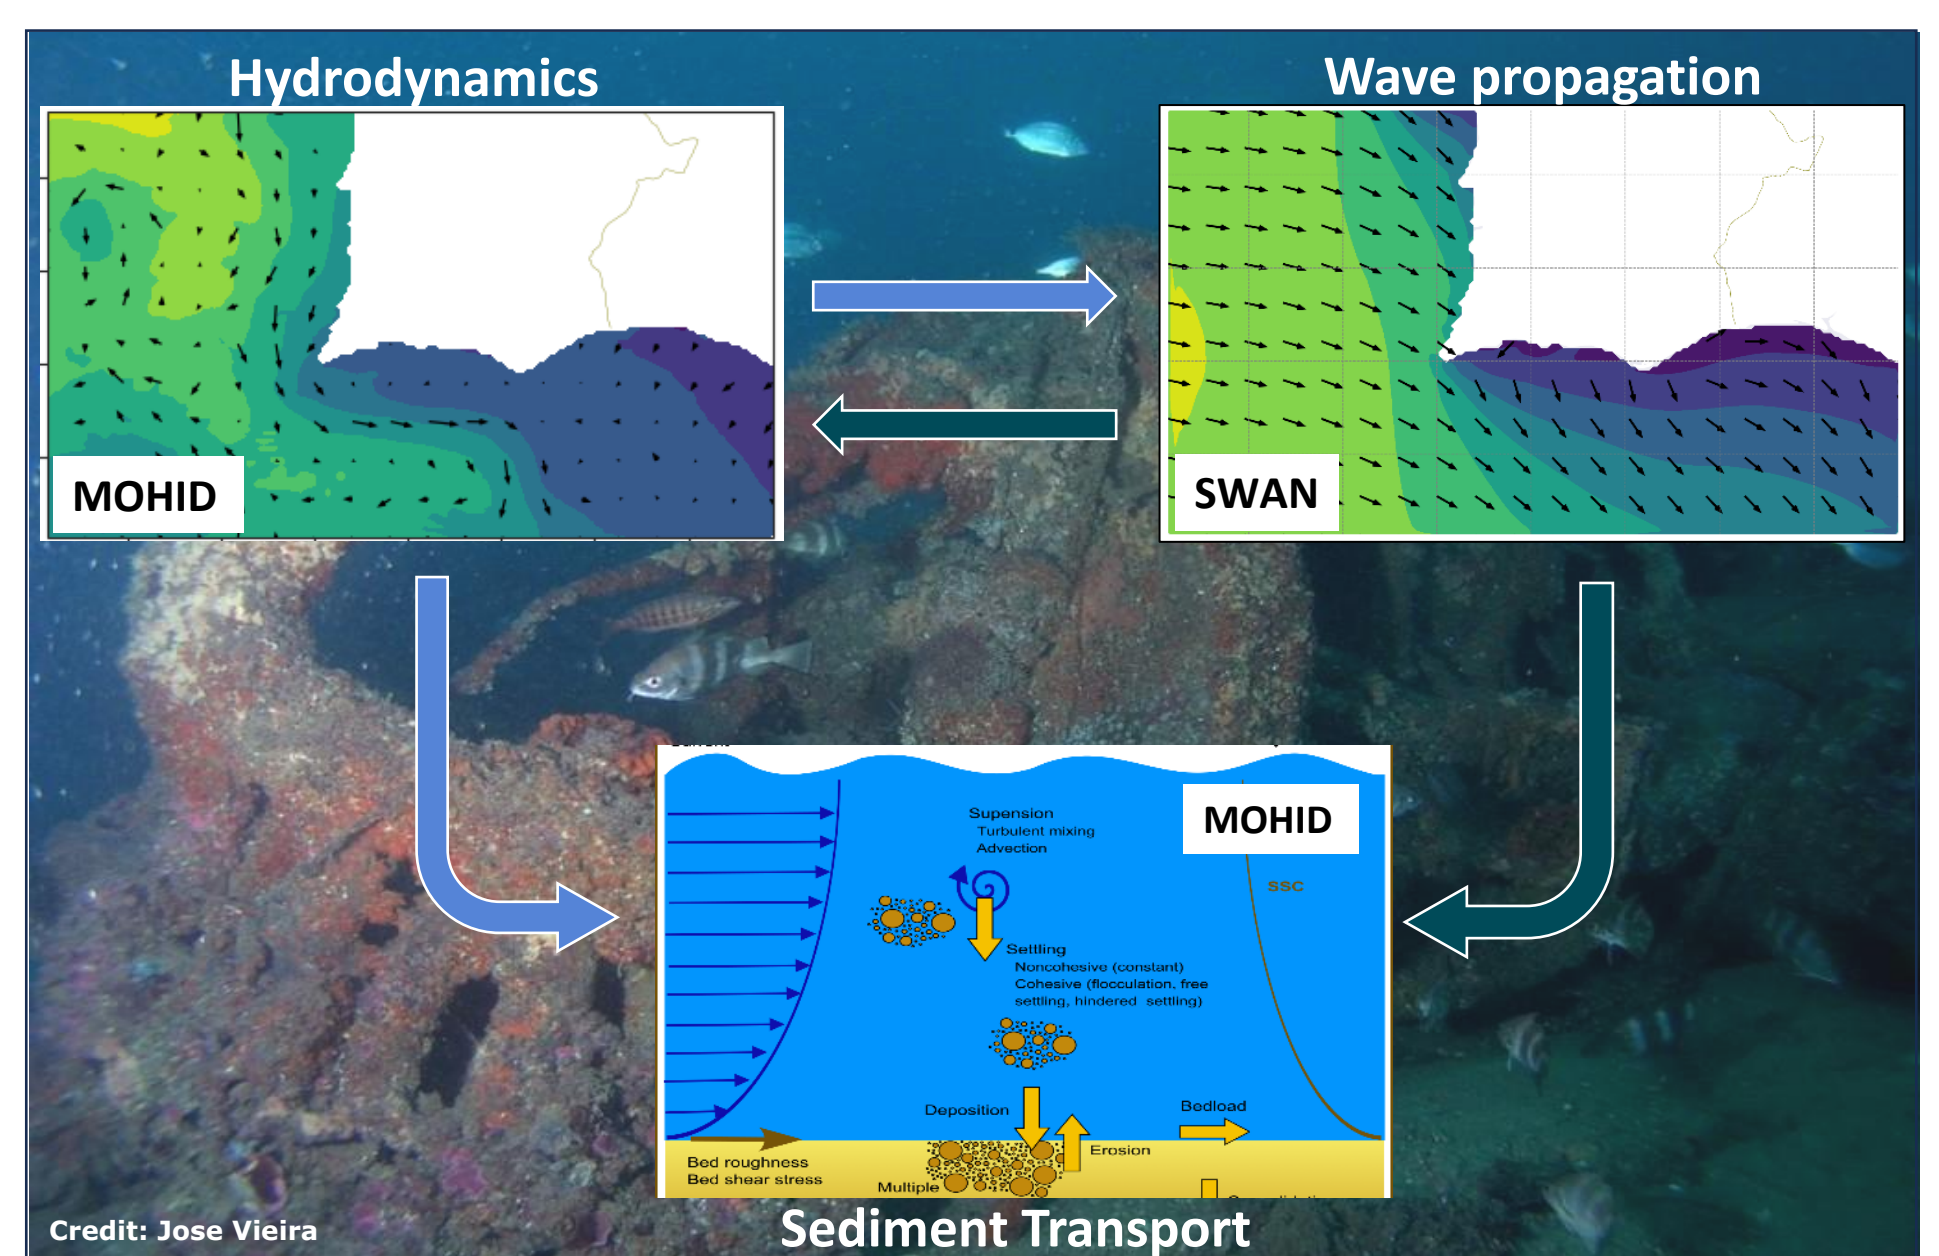 Hydrodynamics
Wave propagation
MOHID
SWAN
MOHID
Supension
Turbulent mixing
Advection
SSC
Settling
Noncohesive (constant)
Cohesive (flocculation, free
settling, hindered settling)
Deposition
Bedload
Erosion
Bed roughness
Bed shear stress
Multiple
Credit: Jose Vieira
Sediment Transport